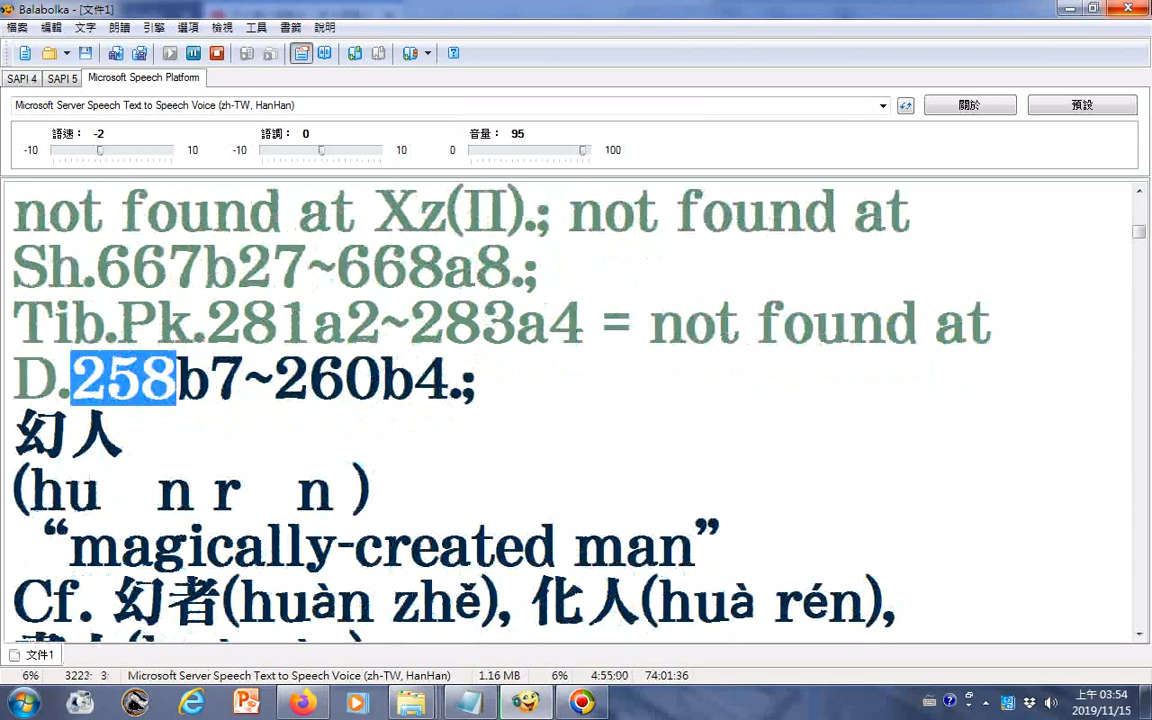 Balabolka - [文件1]
檔案 編輯 文字 朗讀 引擎 選項 檢視 工具 書籤 說明
SAPI 4 SAPI 5 Microsoft Speech Platform
Microsoft Server Speech Text to Speech Voice (zh-TW, HanHan) 關於 預設
語速： -2 語調： 0 音量： 95
-10 10 -10 10 0 100
not found at Xz(II).; not found at
Sh.667b27~668a8.;
Tib.Pk.281a2~283a4 = not found at
D.258b7~260b4.;
幻人
(hu n r n )
“magically-created man”
Cf. 幻者(huàn zhě), 化人(huà rén),
文件1
6% 3222: 3: Microsoft Server Speech Text to Speech Voice (zh-TW, HanHan) 1.16 MB 6% 4:55:00 74:01:36
上午 03:54
2019/11/15